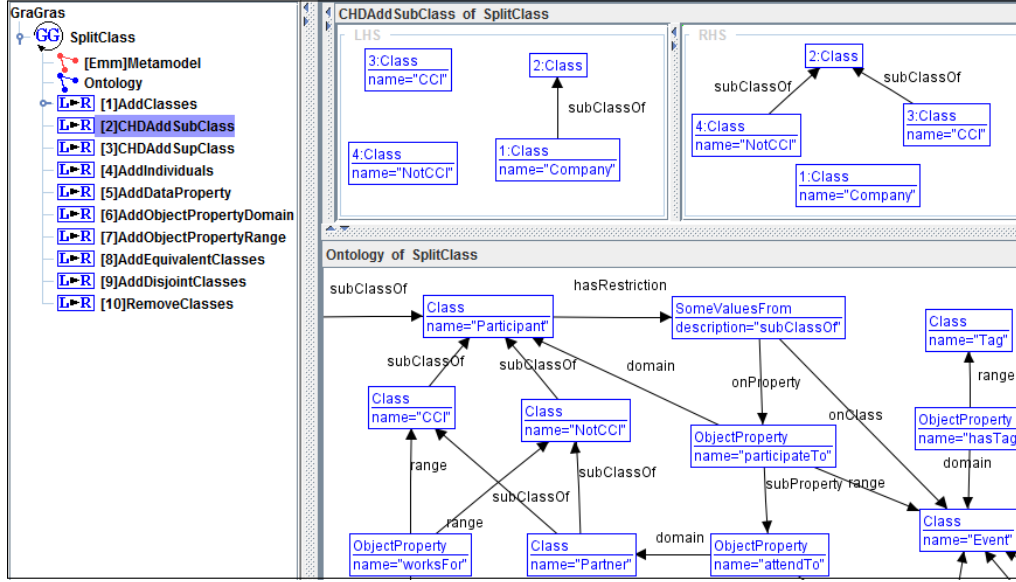 GraGras
GG SplitClass
[Emm]Metamodel
Ontology
L R [1]AddClasses
L R [2]CHDAddSubClass
L R [3]CHDAddSupClass
L R [4]AddIndividuals
L R [5]AddDataProperty
L R [6]AddObjectPropertyDomain
L R [7]AddObjectPropertyRange
L R [8]AddEquivalentClasses
L R [9]AddDisjointClasses
L R [10]RemoveClasses
CHDAddSubClass of SplitClass
LHS
3:Class
name="CCI"
2:Class
subClassOf
4:Class
name="NotCCI"
1:Class
name="Company"
RHS
2:Class
subClassOf
subClassOf
4:Class
name="NotCCI"
3:Class
name="CCI"
1:Class
name="Company"
Ontology of SplitClass
subClassOf
Class
name="Participant"
hasRestriction
SomeValuesFrom
description="subClassOf"
Class
name="Tag"
subClassOf
subClassOf
domain
onProperty
range
Class
name="CCI"
Class
name="NotCCI"
onClass
ObjectProperty
name="participateTo"
ObjectProperty
name="hasTag
range
subClassOf
subClassOf
subProperty
range
domain
range
Class
name="Event"
ObjectProperty
name="worksFor"
Class
name="Partner"
domain
ObjectProperty
name="attendTo"